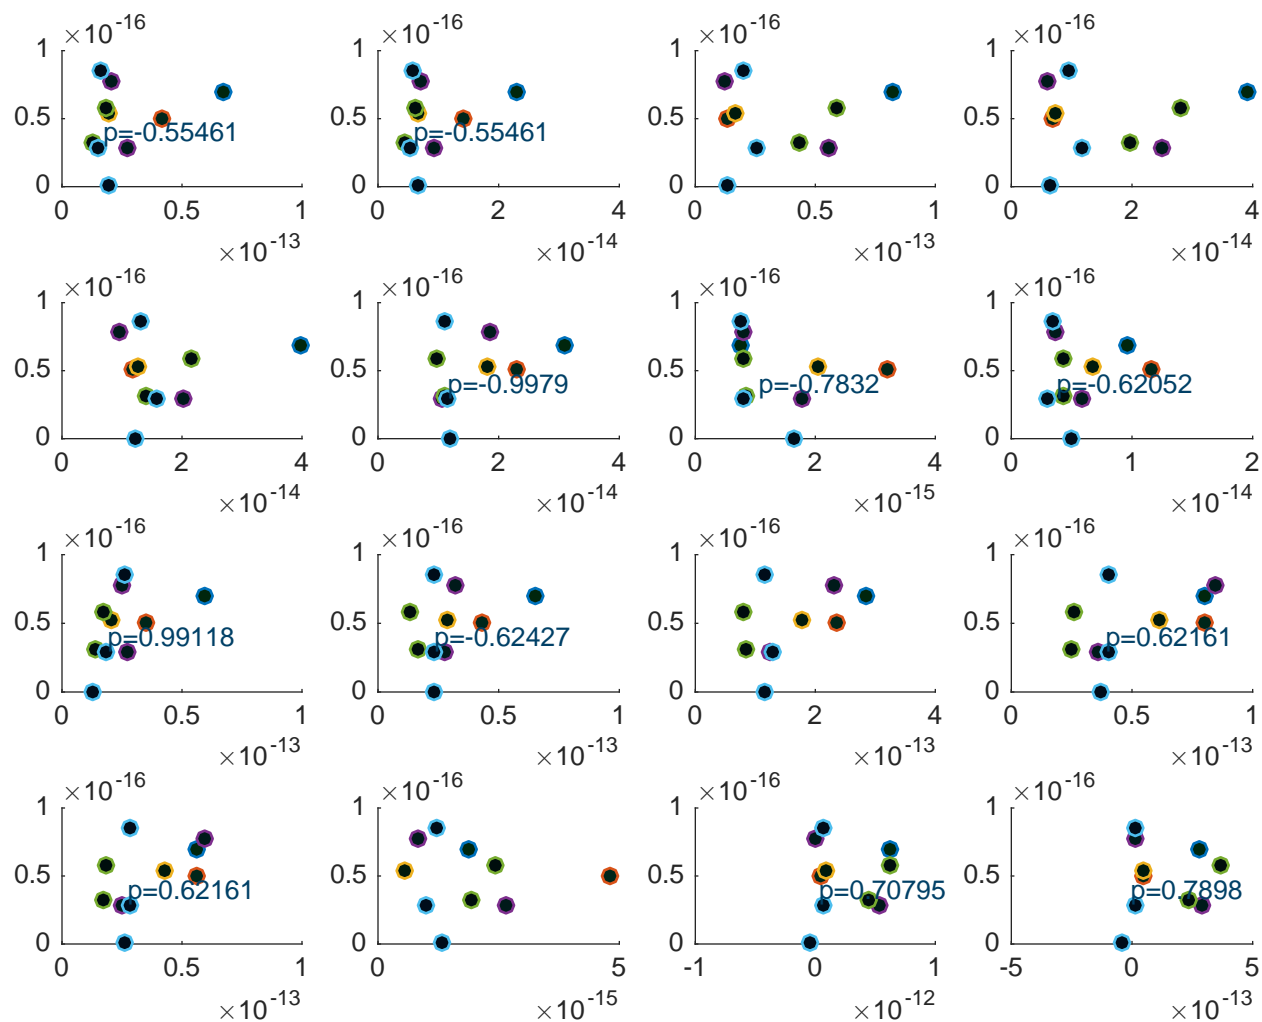 ×10-16 ×10-16 ×10-16 ×10-16
1 1 1 1
0.5 0.5 0.5 0.5
p=-0.55461 p=-0.55461
0 0 0 0
0 0.5 1 0 2 4 0 0.5 1 0 2 4
×10-13 ×10-14 ×10-13 ×10-14
×10-16 ×10-16 ×10-16 ×10-16
1 1 1 1
0.5 0.5 0.5 0.5
p=-0.9979 p=-0.7832 p=-0.62052
0 0 0 0
0 2 4 0 2 4 0 2 4 0 1 2
×10-14 ×10-14 ×10-15 ×10-14
×10-16 ×10-16 ×10-16 ×10-16
1 1 1 1
0.5 0.5 0.5 0.5
p=0.99118 p=-0.62427 p=0.62161
0 0 0 0
0 0.5 1 0 0.5 1 0 2 4 0 0.5 1
×10-13 ×10-13 ×10-15 ×10-13
×10-16 ×10-16 ×10-16 ×10-16
1 1 1 1
0.5 0.5 0.5 0.5
p=0.62161 p=0.70795 p=0.7898
0 0 0 0
0 0.5 1 0 5 -1 0 1 -5 0 5
×10-13 ×10-15 ×10-12 ×10-13